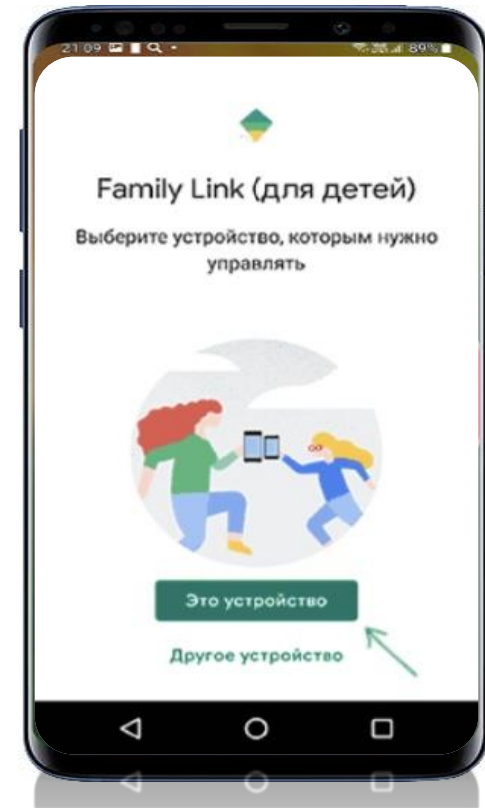 21:09
89%
Family Link (для детей)
Выберите устройство, которым нужно
управлять
Это устройство
Другое устройство